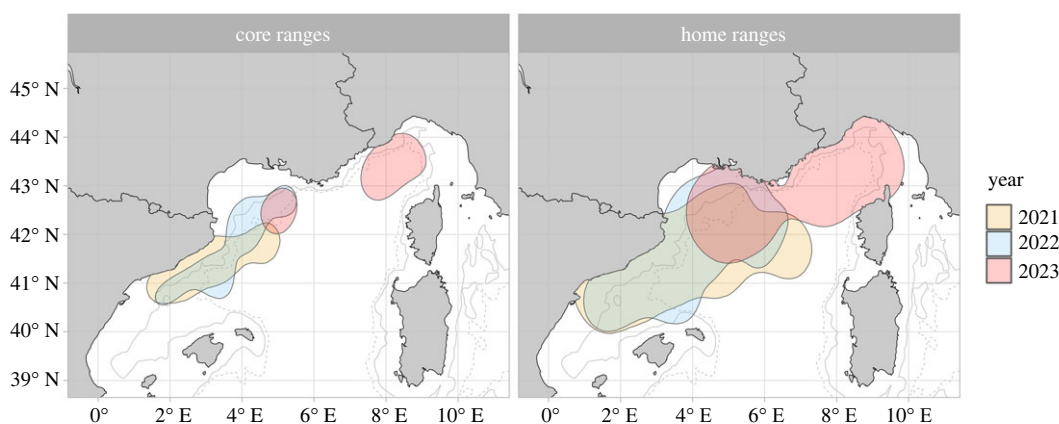 core ranges
home ranges
45° N
44° N
43° N
42° N
41° N
40° N
39° N
0°
2° E
4° E
6° E
8° E
10° E
0°
2° E
4° E
6° E
8° E
10° E
year
2021
2022
2023